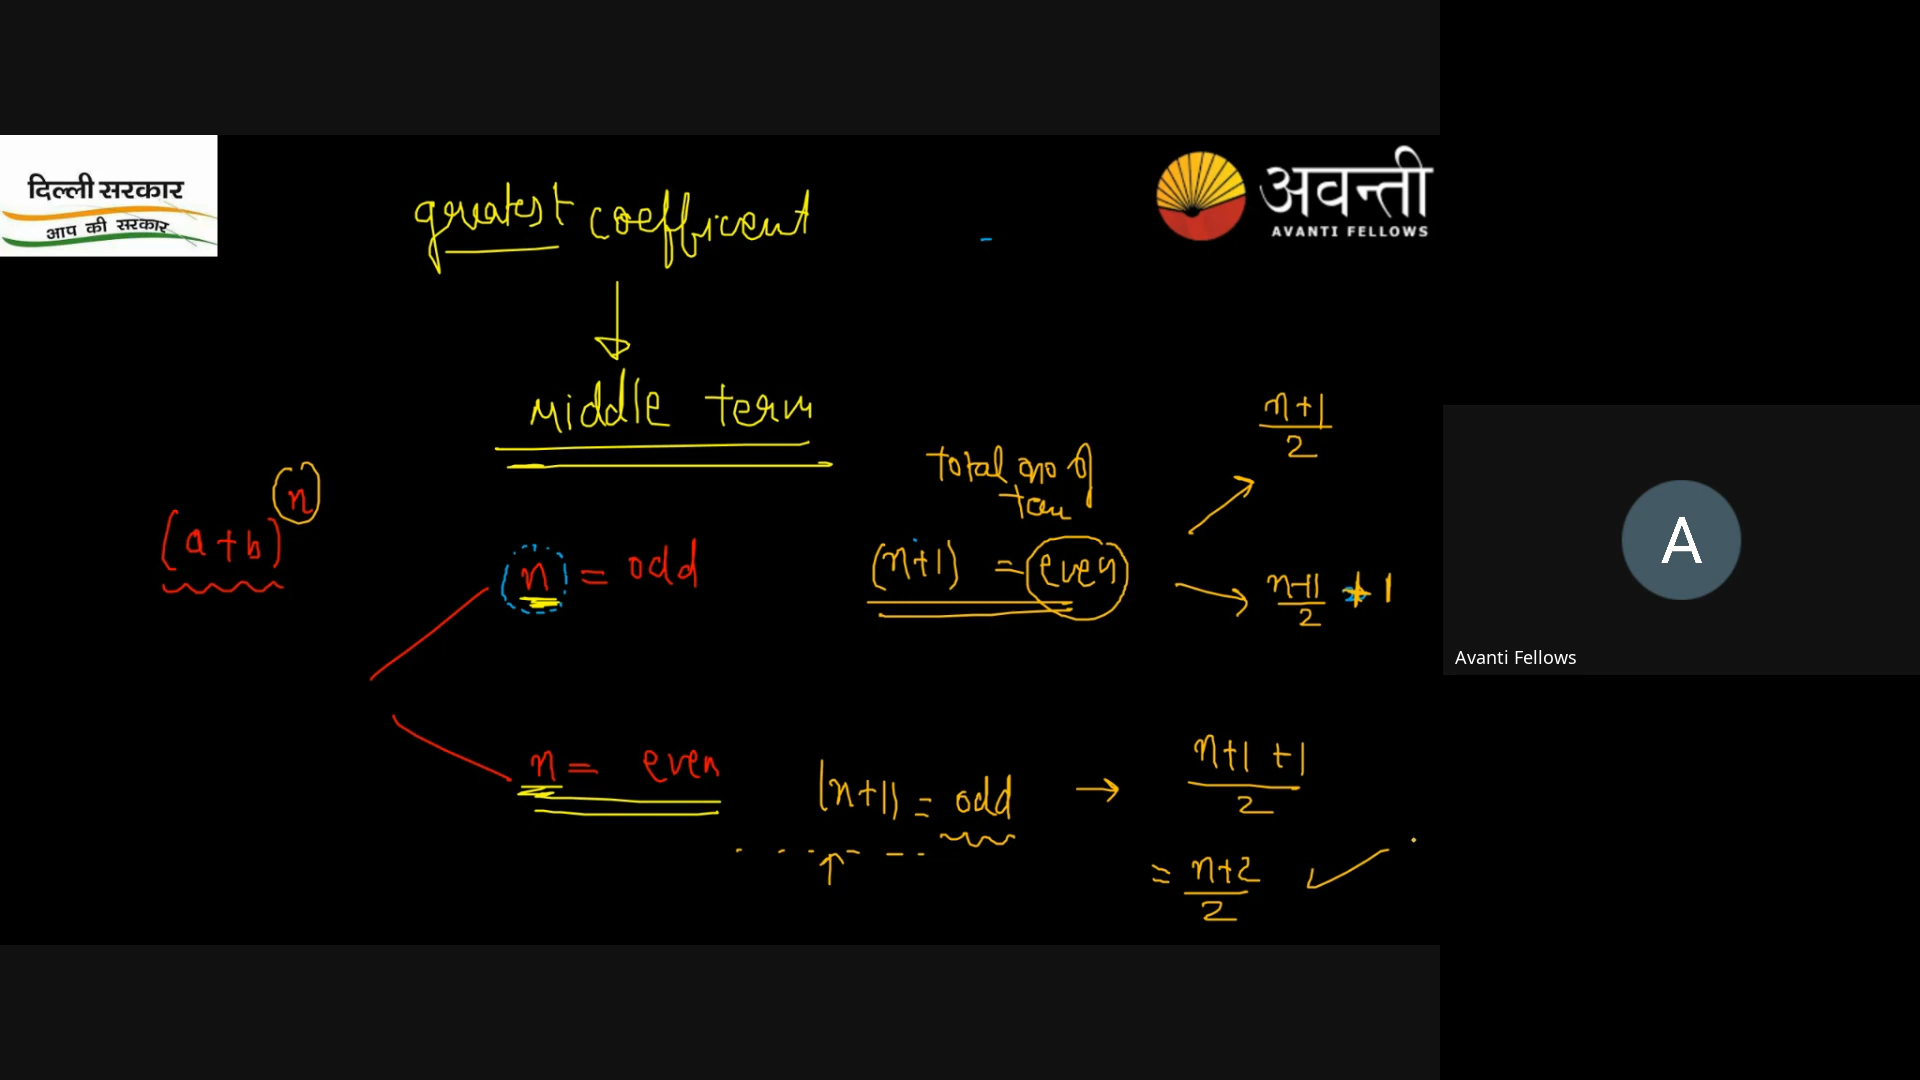 दिल्ली सरकार
आप की सरकार
अवन्ती
AVANTI FELLOWS
greatest coefficient
middle term
(a+b)^n
n = odd
total no of
(n+1) = even
n+1/2
n+1/2 + 1
n = even
(n+1) = odd → n+1+1/2
= n+2/2 ✓
A
Avanti Fellows